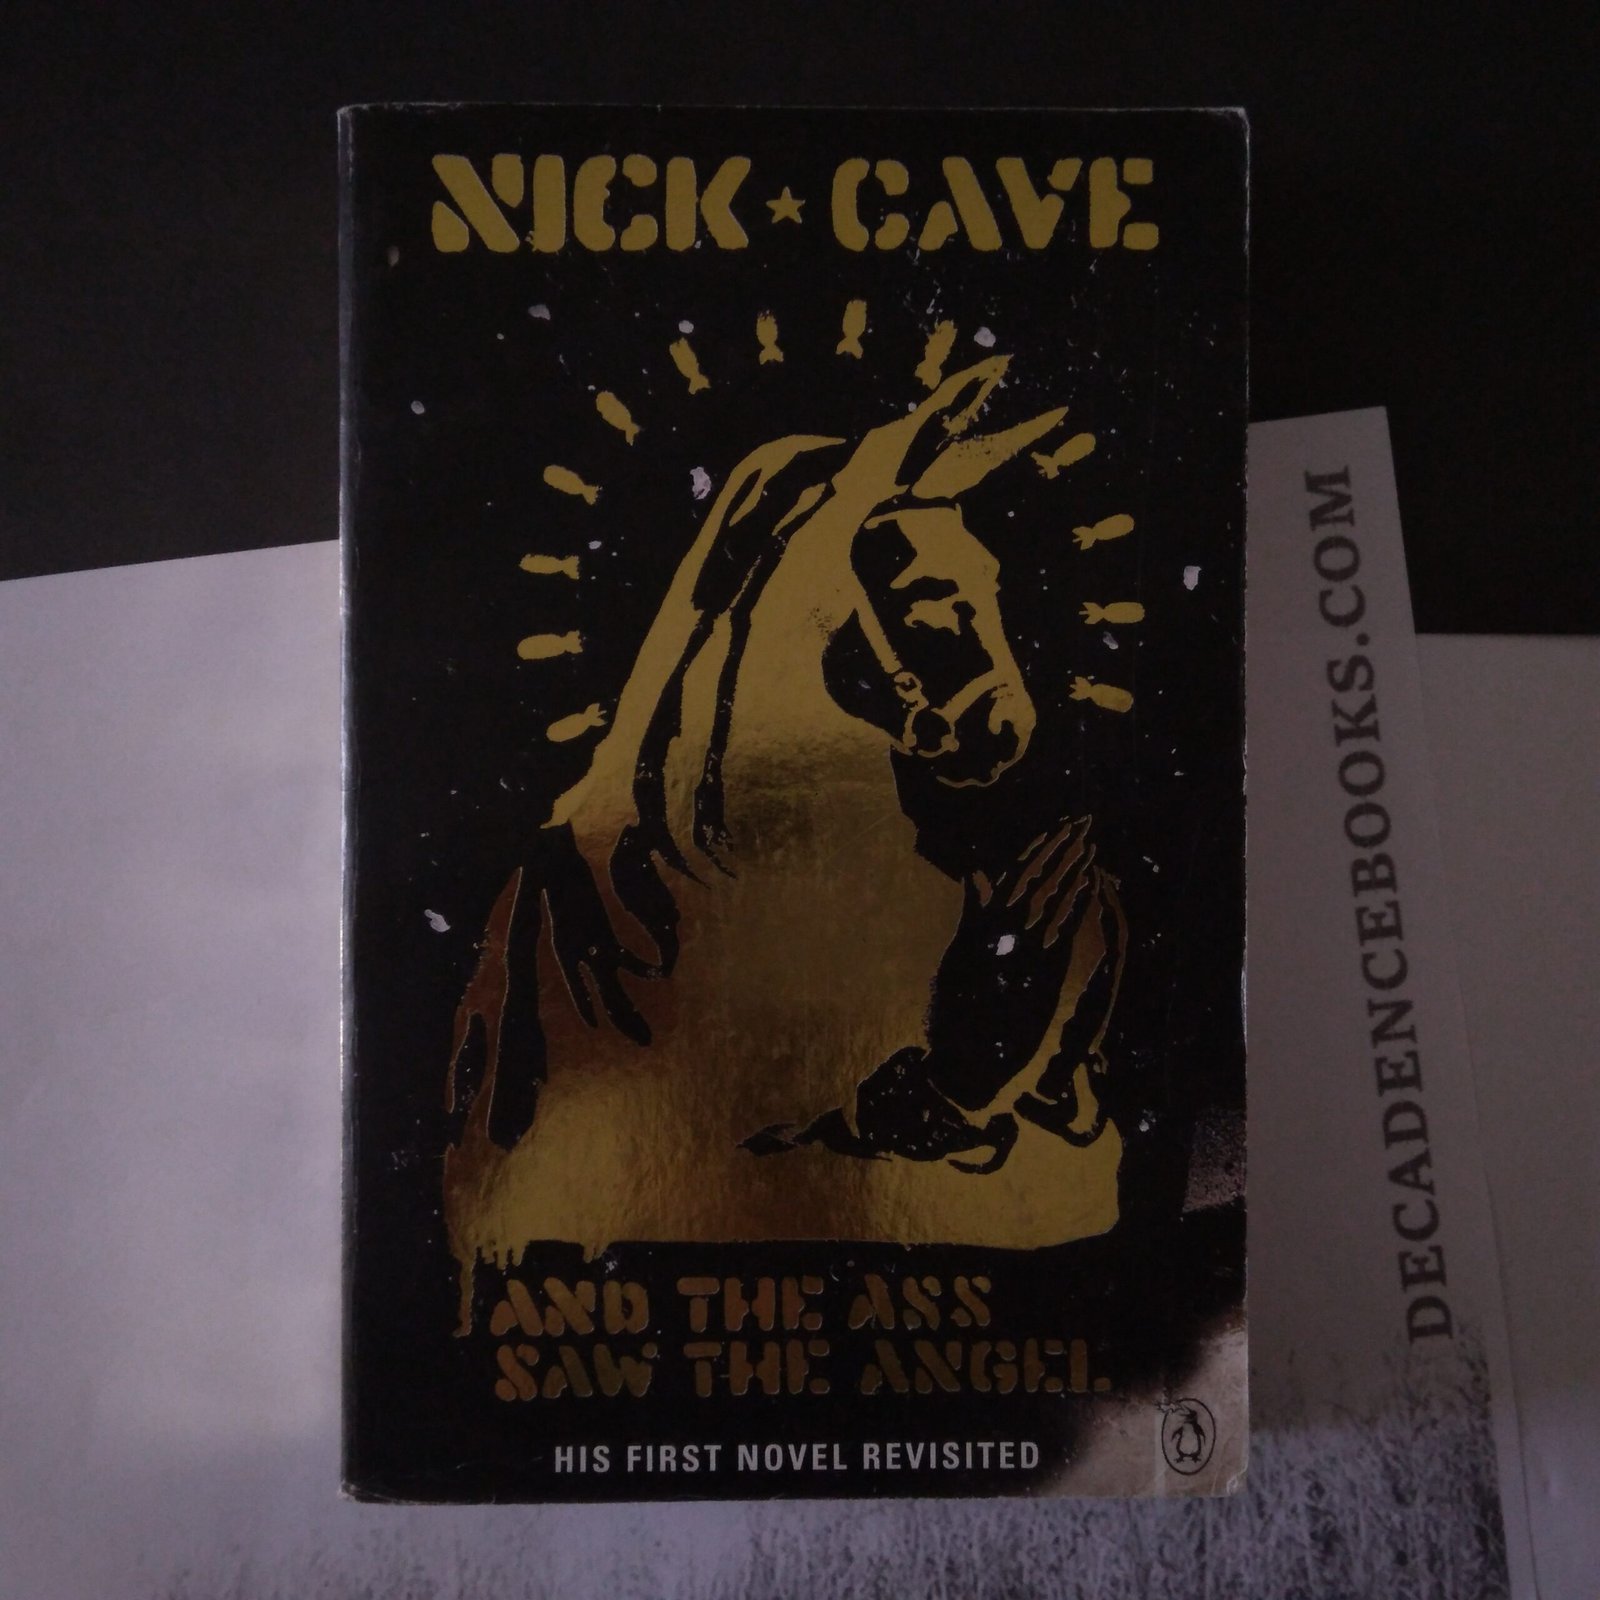 NICK ★ CAVE
AND THE ASS
SAW THE ANGEL
HIS FIRST NOVEL REVISITED
DECADENCEBOOKS.COM